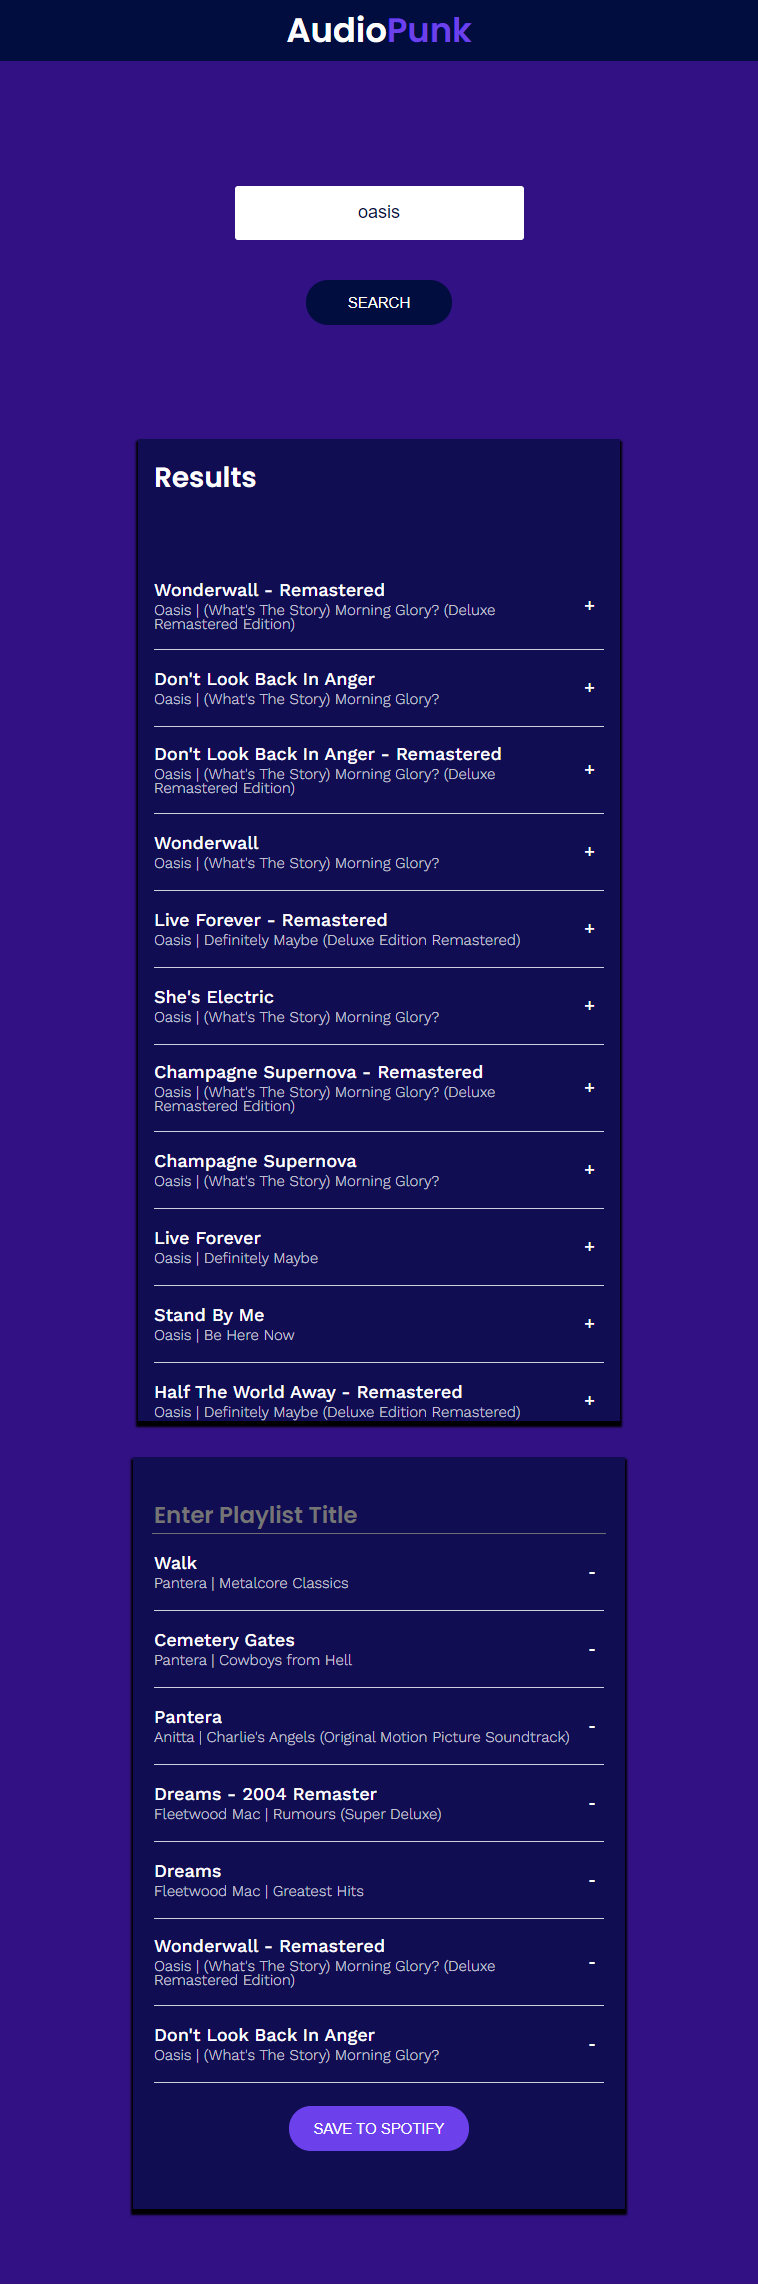 AudioPunk
oasis
SEARCH
Results
Wonderwall - Remastered
Oasis | (What's The Story) Morning Glory? (Deluxe
Remastered Edition)
+
Don't Look Back In Anger
Oasis | (What's The Story) Morning Glory?
+
Don't Look Back In Anger - Remastered
Oasis | (What's The Story) Morning Glory? (Deluxe
Remastered Edition)
+
Wonderwall
Oasis | (What's The Story) Morning Glory?
+
Live Forever - Remastered
Oasis | Definitely Maybe (Deluxe Edition Remastered)
+
She's Electric
Oasis | (What's The Story) Morning Glory?
+
Champagne Supernova - Remastered
Oasis | (What's The Story) Morning Glory? (Deluxe
Remastered Edition)
+
Champagne Supernova
Oasis | (What's The Story) Morning Glory?
+
Live Forever
Oasis | Definitely Maybe
+
Stand By Me
Oasis | Be Here Now
+
Half The World Away - Remastered
Oasis | Definitely Maybe (Deluxe Edition Remastered)
+
Enter Playlist Title
Walk
Pantera | Metalcore Classics
-
Cemetery Gates
Pantera | Cowboys from Hell
-
Pantera
Anitta | Charlie's Angels (Original Motion Picture Soundtrack)
-
Dreams - 2004 Remaster
Fleetwood Mac | Rumours (Super Deluxe)
-
Dreams
Fleetwood Mac | Greatest Hits
-
Wonderwall - Remastered
Oasis | (What's The Story) Morning Glory? (Deluxe
Remastered Edition)
-
Don't Look Back In Anger
Oasis | (What's The Story) Morning Glory?
-
SAVE TO SPOTIFY